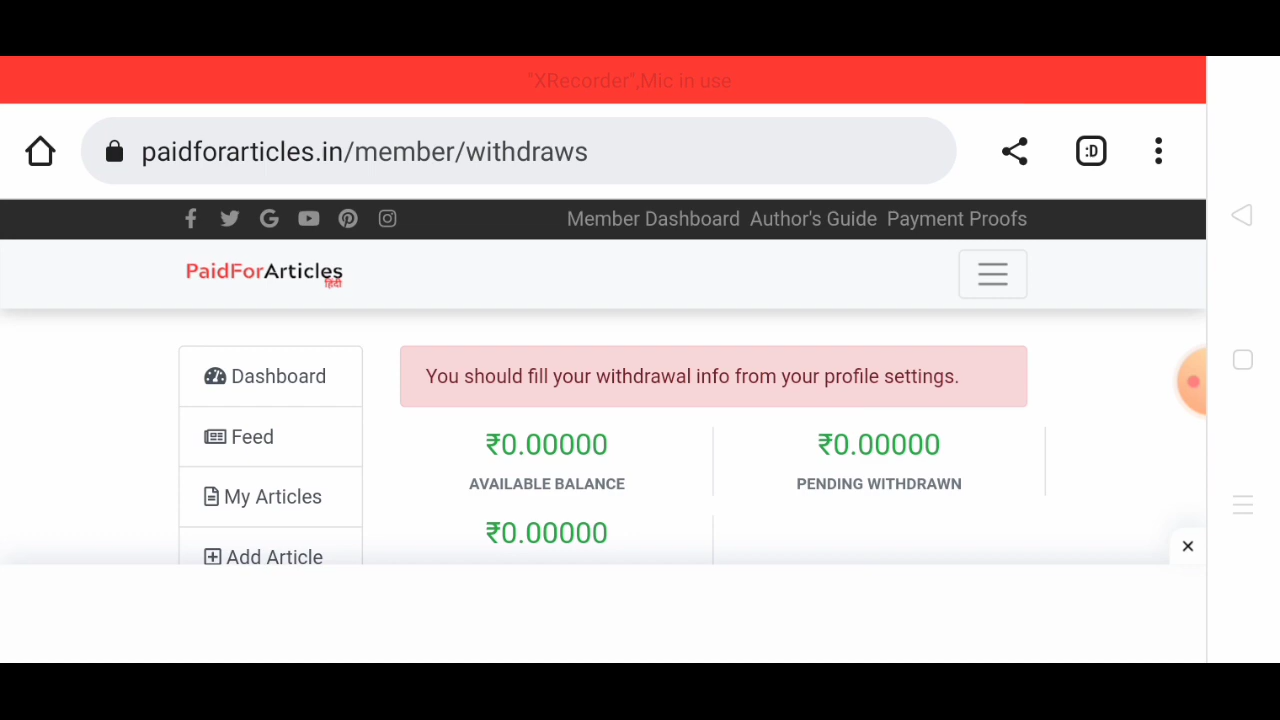 "XRecorder",Mic in use
paidforarticles.in/member/withdraws
:D
Member Dashboard Author's Guide Payment Proofs
PaidForArticles
हिंदी
Dashboard
You should fill your withdrawal info from your profile settings.
₹0.00000 ₹0.00000
Feed
AVAILABLE BALANCE PENDING WITHDRAWN
My Articles
₹0.00000
Add Article